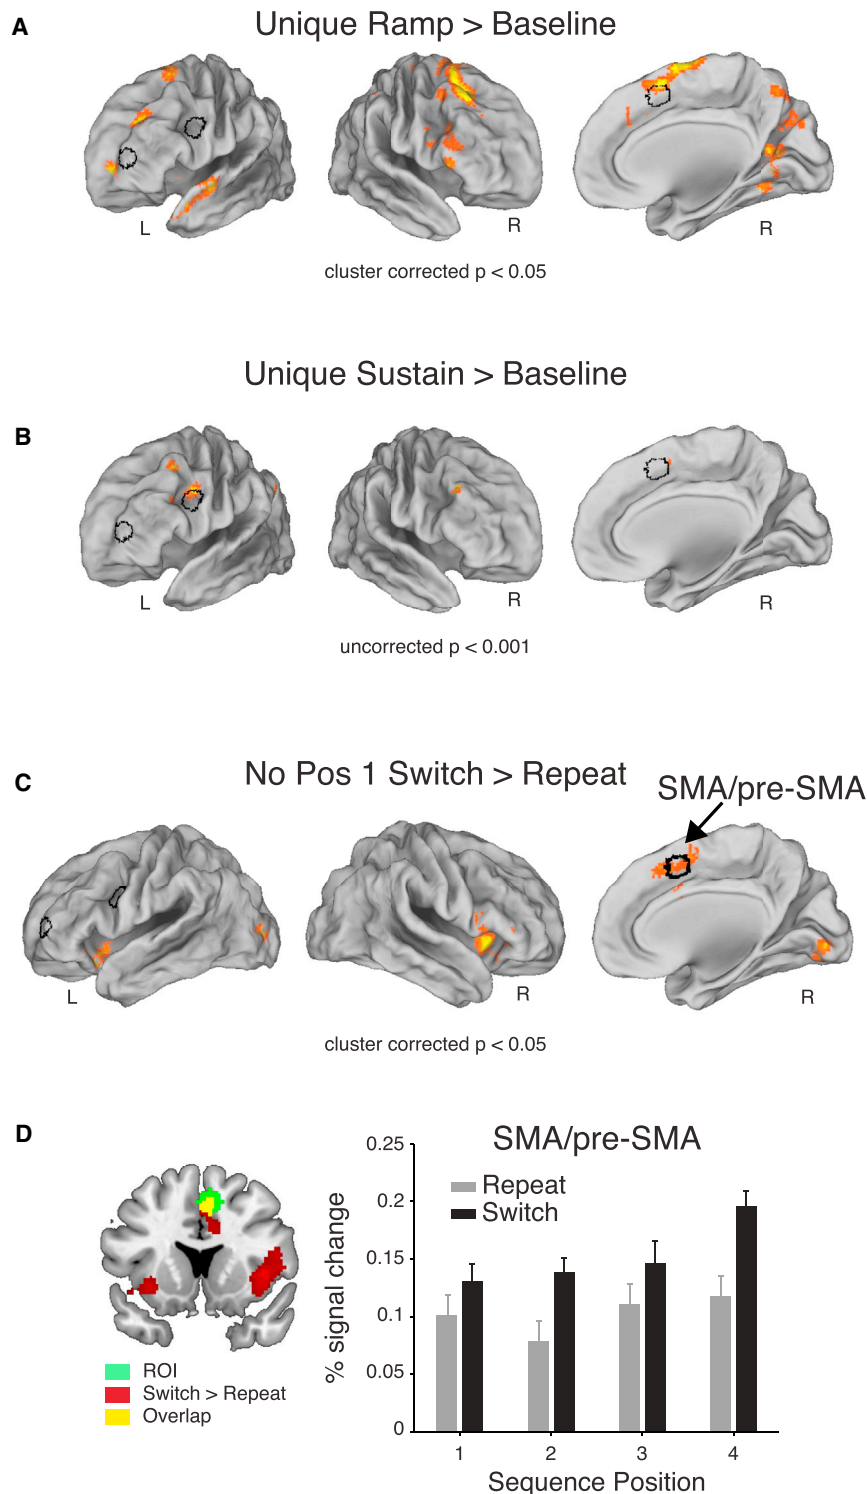 A
Unique Ramp > Baseline
L
R
R
cluster corrected p < 0.05
Unique Sustain > Baseline
B
L
R
R
uncorrected p < 0.001
C
No Pos 1 Switch > Repeat
SMA/pre-SMA
L
R
R
cluster corrected p < 0.05
D
ROI
Switch > Repeat
Overlap
SMA/pre-SMA
Repeat
Switch
% signal change
0.25
0.2
0.15
0.1
0.05
0
1 2 3 4
Sequence Position